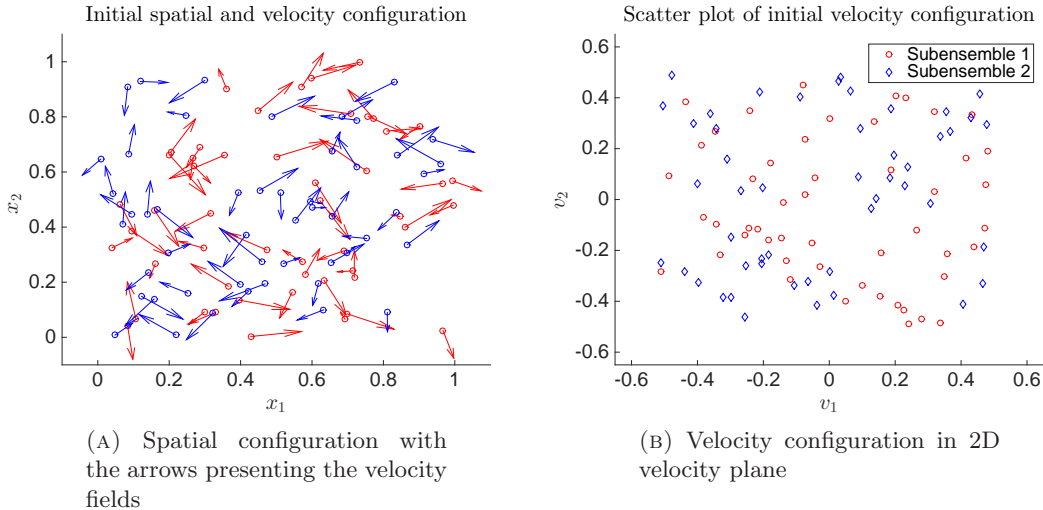 Initial spatial and velocity configuration
1
0.8
0.6
0.4
0.2
0
x2
0 0.2 0.4 0.6 0.8 1
x1
(A) Spatial configuration with
the arrows presenting the velocity
fields
Scatter plot of initial velocity configuration
Subensemble 1
Subensemble 2
0.6
0.4
0.2
0
-0.2
-0.4
-0.6
v2
-0.6 -0.4 -0.2 0 0.2 0.4 0.6
v1
(B) Velocity configuration in 2D
velocity plane